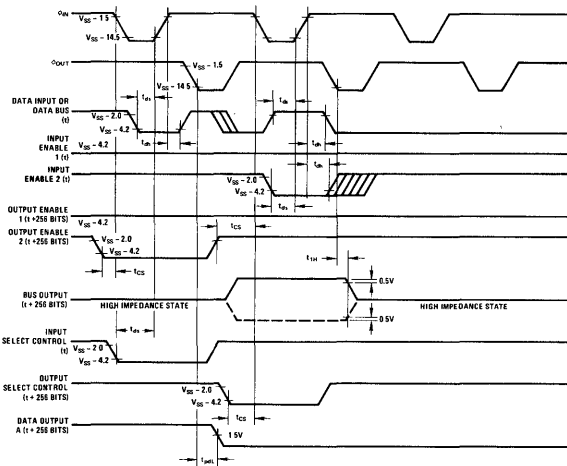 φIN
VSS – 1.5
VSS – 14.5
φOUT
VSS – 1.5
VSS – 14.5
DATA INPUT OR
DATA BUS
(t)
VSS – 2.0
VSS – 4.2
tds
tds
tdh
tdh
INPUT
ENABLE
1 (t)
VSS – 4.2
tdh
INPUT
ENABLE 2 (t)
VSS – 2.0
VSS – 4.2
tds
OUTPUT ENABLE
1 (t +256 BITS)
VSS – 4.2
OUTPUT ENABLE
2 (t +256 BITS)
VSS – 2.0
VSS – 4.2
tCS
tCS
t1H
0.5V
BUS OUTPUT
(t + 256 BITS)
HIGH IMPEDANCE STATE
HIGH IMPEDANCE STATE
0.5V
INPUT
SELECT CONTROL
(t)
tds
VSS – 2.0
VSS – 4.2
OUTPUT
SELECT CONTROL
(t + 256 BITS)
VSS – 2.0
VSS – 4.2
tCS
DATA OUTPUT
A (t + 256 BITS)
1 5V
tpdL